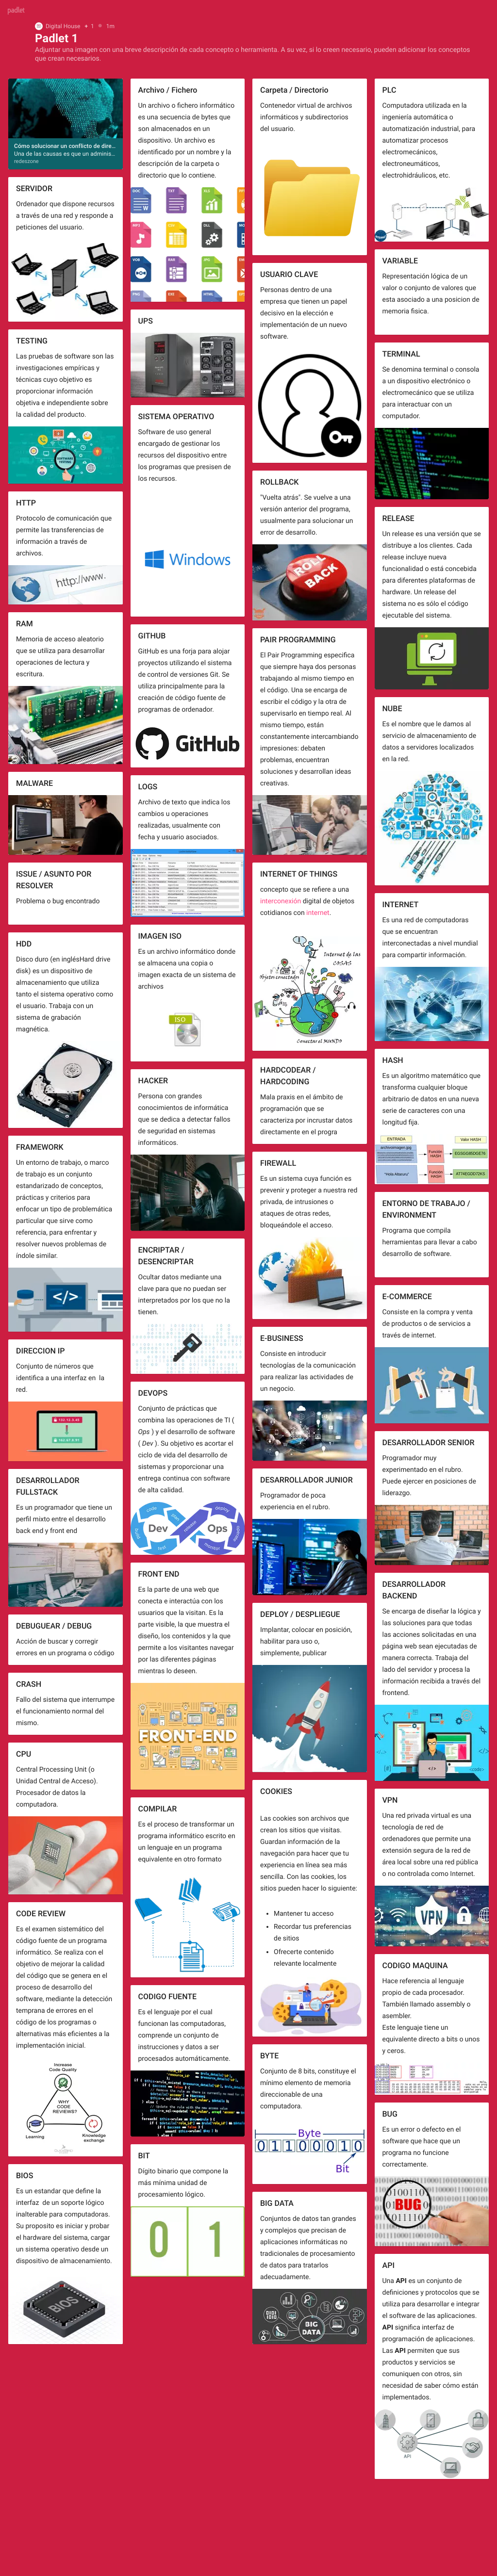 padlet
Digital House
1
1m
Padlet 1
Adjuntar una imagen con una breve descripción de cada concepto o herramienta. A su vez, si lo creen necesario, pueden adicionar los conceptos
que crean necesarios.
Cómo solucionar un conflicto de dire...
Una de las causas es que un adminis...
redeszone
SERVIDOR
Ordenador que dispone recursos
a través de una red y responde a
peticiones del usuario.
TESTING
Las pruebas de software son las
investigaciones empíricas y
técnicas cuyo objetivo es
proporcionar información
objetiva e independiente sobre
la calidad del producto.
HTTP
Protocolo de comunicación que
permite las transferencias de
información a través de
archivos.
http://www.
RAM
Memoria de acceso aleatorio
que se utiliza para desarrollar
operaciones de lectura y
escritura.
MALWARE
ISSUE / ASUNTO POR
RESOLVER
Problema o bug encontrado
HDD
Disco duro (en inglésHard drive
disk) es un dispositivo de
almacenamiento que utiliza
tanto el sistema operativo como
el usuario. Trabaja con un
sistema de grabación
magnética.
FRAMEWORK
Un entorno de trabajo, o marco
de trabajo es un conjunto
estandarizado de conceptos,
prácticas y criterios para
enfocar un tipo de problemática
particular que sirve como
referencia, para enfrentar y
resolver nuevos problemas de
índole similar.
</>
DIRECCION IP
Conjunto de números que
identifica a una interfaz en la
red.
DESARROLLADOR
FULLSTACK
Es un programador que tiene un
perfil mixto entre el desarrollo
back end y front end
DEBUGUEAR / DEBUG
Acción de buscar y corregir
errores en un programa o código
CRASH
Fallo del sistema que interrumpe
el funcionamiento normal del
mismo.
CPU
Central Processing Unit (o
Unidad Central de Acceso).
Procesador de datos la
computadora.
CODE REVIEW
Es el examen sistemático del
código fuente de un programa
informático. Se realiza con el
objetivo de mejorar la calidad
del código que se genera en el
proceso de desarrollo del
software, mediante la detección
temprana de errores en el
código de los programas o
alternativas más eficientes a la
implementación inicial.
Increase
Code Quality
WHY
CODE
REVIEWS?
Learning
Knowledge
exchange
BIOS
Es un estandar que define la
interfaz de un soporte lógico
inalterable para computadoras.
Su proposito es iniciar y probar
el hardware del sistema, cargar
un sistema operativo desde un
dispositivo de almacenamiento.
BIOS
Archivo / Fichero
Un archivo o fichero informático
es una secuencia de bytes que
son almacenados en un
dispositivo. Un archivo es
identificado por un nombre y la
descripción de la carpeta o
directorio que lo contiene.
UPS
SISTEMA OPERATIVO
Software de uso general
encargado de gestionar los
recursos del dispositivo entre
los programas que presisen de
los recursos.
Windows
GITHUB
GitHub es una forja para alojar
proyectos utilizando el sistema
de control de versiones Git. Se
utiliza principalmente para la
creación de código fuente de
programas de ordenador.
GitHub
LOGS
Archivo de texto que indica los
cambios u operaciones
realizadas, usualmente con
fecha y usuario asociados.
IMAGEN ISO
Es un archivo informático donde
se almacena una copia o
imagen exacta de un sistema de
archivos
ISO
HACKER
Persona con grandes
conocimientos de informática
que se dedica a detectar fallos
de seguridad en sistemas
informáticos.
ENCRIPTAR /
DESENCRIPTAR
Ocultar datos mediante una
clave para que no puedan ser
interpretados por los que no la
tienen.
DEVOPS
Conjunto de prácticas que
combina las operaciones de TI (
Ops ) y el desarrollo de software
( Dev ). Su objetivo es acortar el
ciclo de vida del desarrollo de
sistemas y proporcionar una
entrega continua con software
de alta calidad.
Dev
Ops
FRONT END
Es la parte de una web que
conecta e interactúa con los
usuarios que la visitan. Es la
parte visible, la que muestra el
diseño, los contenidos y la que
permite a los visitantes navegar
por las diferentes páginas
mientras lo deseen.
FRONT-END
COMPILAR
Es el proceso de transformar un
programa informático escrito en
un lenguaje en un programa
equivalente en otro formato
CODIGO FUENTE
Es el lenguaje por el cual
funcionan las computadoras,
comprende un conjunto de
instrucciones y datos a ser
procesados automáticamente.
BIT
Dígito binario que compone la
más mínima unidad de
procesamiento lógico.
0 1
Carpeta / Directorio
Contenedor virtual de archivos
informáticos y subdirectorios
del usuario.
USUARIO CLAVE
Personas dentro de una
empresa que tienen un papel
decisivo en la elección e
implementación de un nuevo
software.
ROLLBACK
"Vuelta atrás". Se vuelve a una
versión anterior del programa,
usualmente para solucionar un
error de desarrollo.
ROLL
BACK
PAIR PROGRAMMING
El Pair Programming especifica
que siempre haya dos personas
trabajando al mismo tiempo en
el código. Una se encarga de
escribir el código y la otra de
supervisarlo en tiempo real. Al
mismo tiempo, están
constantemente intercambiando
impresiones: debaten
problemas, encuentran
soluciones y desarrollan ideas
creativas.
INTERNET OF THINGS
concepto que se refiere a una
interconexión digital de objetos
cotidianos con internet.
Internet de las
COSAS
Objetos conectados
Conectar el MUNDO
HARDCODEAR /
HARDCODING
Mala praxis en el ámbito de
programación que se
caracteriza por incrustar datos
directamente en el progra
FIREWALL
Es un sistema cuya función es
prevenir y proteger a nuestra red
privada, de intrusiones o
ataques de otras redes,
bloqueándole el acceso.
E-BUSINESS
Consiste en introducir
tecnologías de la comunicación
para realizar las actividades de
un negocio.
DESARROLLADOR JUNIOR
Programador de poca
experiencia en el rubro.
DEPLOY / DESPLIEGUE
Implantar, colocar en posición,
habilitar para uso o,
simplemente, publicar
COOKIES
Las cookies son archivos que
crean los sitios que visitas.
Guardan información de la
navegación para hacer que tu
experiencia en línea sea más
sencilla. Con las cookies, los
sitios pueden hacer lo siguiente:
• Mantener tu acceso
• Recordar tus preferencias
de sitios
• Ofrecerte contenido
relevante localmente
BYTE
Conjunto de 8 bits, constituye el
mínimo elemento de memoria
direccionable de una
computadora.
Byte
0 1 1 0 0 0 1 0
Bit
BIG DATA
Conjuntos de datos tan grandes
y complejos que precisan de
aplicaciones informáticas no
tradicionales de procesamiento
de datos para tratarlos
adecuadamente.
BIG
DATA
PLC
Computadora utilizada en la
ingeniería automática o
automatización industrial, para
automatizar procesos
electromecánicos,
electroneumáticos,
electrohidráulicos, etc.
VARIABLE
Representación lógica de un
valor o conjunto de valores que
esta asociado a una posicion de
memoria fisica.
TERMINAL
Se denomina terminal o consola
a un dispositivo electrónico o
electromecánico que se utiliza
para interactuar con un
computador.
RELEASE
Un release es una versión que se
distribuye a los clientes. Cada
release incluye nueva
funcionalidad o está concebida
para diferentes plataformas de
hardware. Un release del
sistema no es sólo el código
ejecutable del sistema.
NUBE
Es el nombre que le damos al
servicio de almacenamiento de
datos a servidores localizados
en la red.
INTERNET
Es una red de computadoras
que se encuentran
interconectadas a nivel mundial
para compartir información.
HASH
Es un algoritmo matemático que
transforma cualquier bloque
arbitrario de datos en una nueva
serie de caracteres con una
longitud fija.
ENTRADA
Valor HASH
Función
HASH
Función
HASH
ENTORNO DE TRABAJO /
ENVIRONMENT
Programa que compila
herramientas para llevar a cabo
desarrollo de software.
E-COMMERCE
Consiste en la compra y venta
de productos o de servicios a
través de internet.
DESARROLLADOR SENIOR
Programador muy
experimentado en el rubro.
Puede ejercer en posiciones de
liderazgo.
DESARROLLADOR
BACKEND
Se encarga de diseñar la lógica y
las soluciones para que todas
las acciones solicitadas en una
página web sean ejecutadas de
manera correcta. Trabaja del
lado del servidor y procesa la
información recibida a través del
frontend.
VPN
Una red privada virtual es una
tecnología de red de
ordenadores que permite una
extensión segura de la red de
área local sobre una red pública
o no controlada como Internet.
VPN
CODIGO MAQUINA
Hace referencia al lenguaje
propio de cada procesador.
También llamado assembly o
asembler.
Este lenguaje tiene un
equivalente directo a bits o unos
y ceros.
BUG
Es un error o defecto en el
software que hace que un
programa no funcione
correctamente.
BUG
API
Una API es un conjunto de
definiciones y protocolos que se
utiliza para desarrollar e integrar
el software de las aplicaciones.
API significa interfaz de
programación de aplicaciones.
Las API permiten que sus
productos y servicios se
comuniquen con otros, sin
necesidad de saber cómo están
implementados.
API